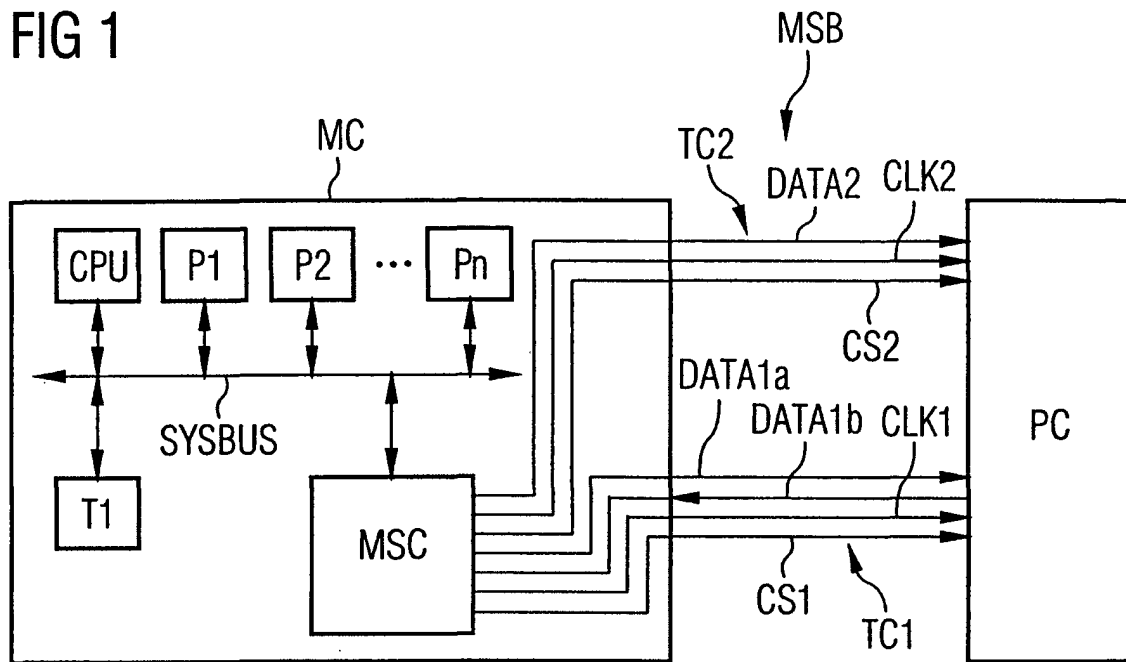 FIG 1
MSB
MC
TC2
DATA2
CLK2
CPU
P1
P2
...
Pn
CS2
DATA1a
SYSBUS
DATA1b
CLK1
PC
T1
MSC
CS1
TC1